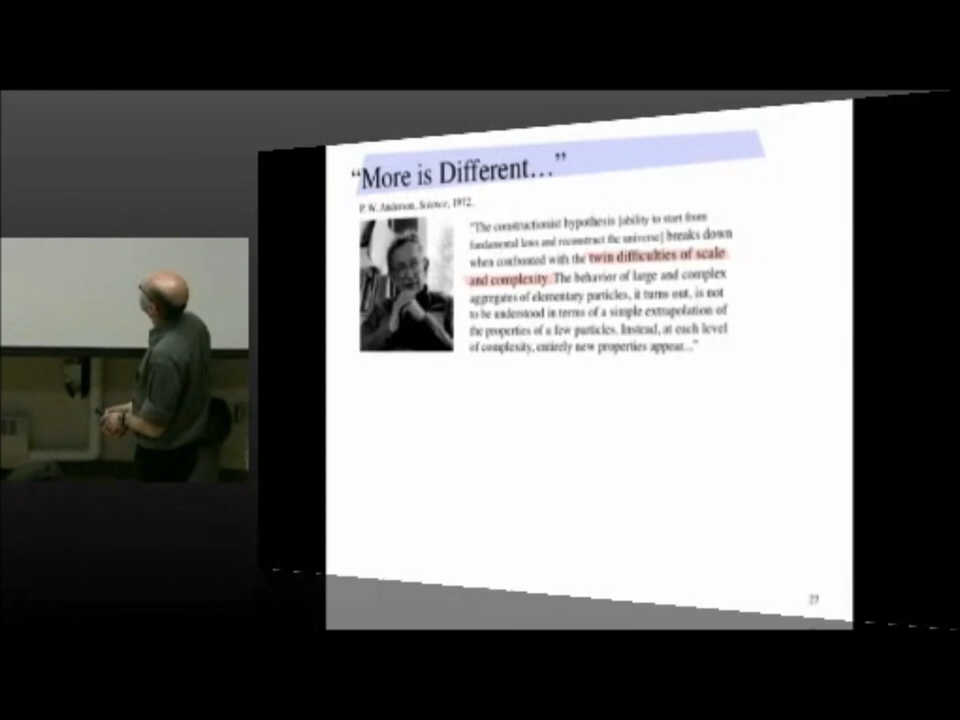 “More is Different…”
P. W. Anderson, Science, 1972.
"The constructionist hypothesis [ability to start from
fundamental laws and reconstruct the universe] breaks down
when confronted with the twin difficulties of scale
and complexity. The behavior of large and complex
aggregates of elementary particles, it turns out, is not
to be understood in terms of a simple extrapolation of
the properties of a few particles. Instead, at each level
of complexity, entirely new properties appear..."